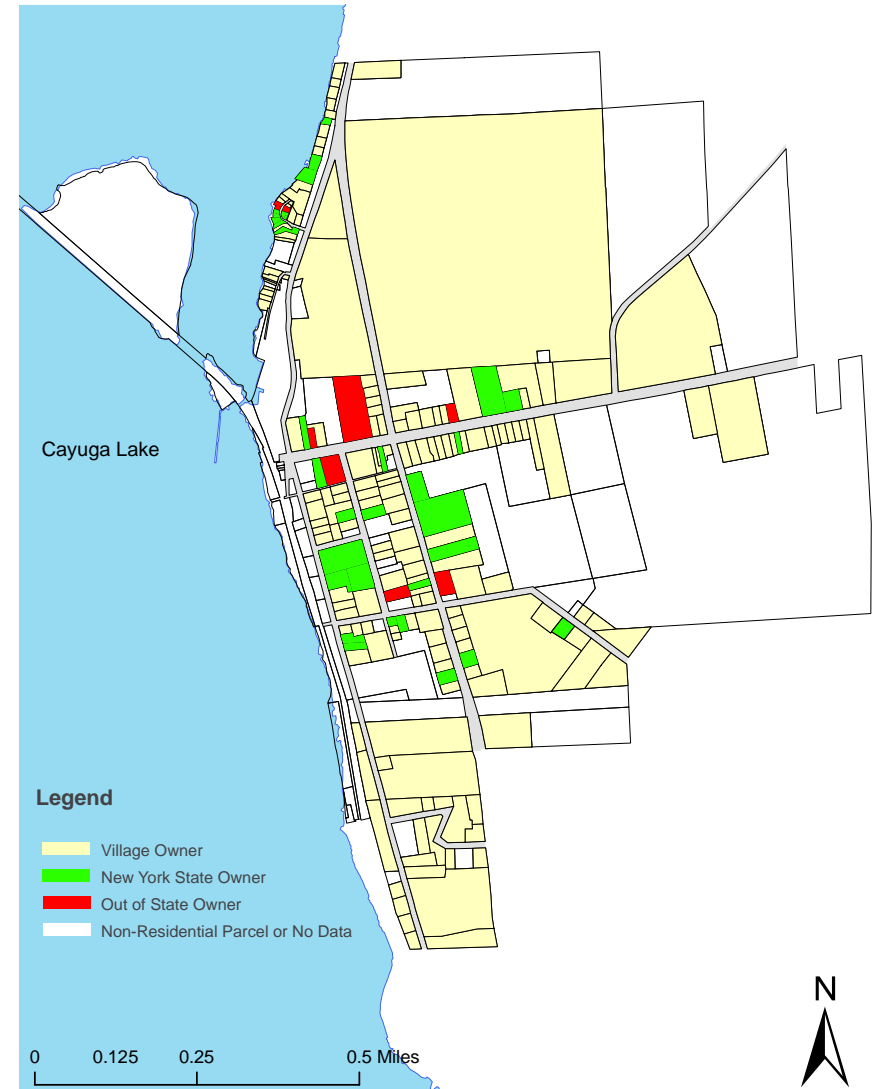 Cayuga Lake
Legend
Village Owner
New York State Owner
Out of State Owner
Non-Residential Parcel or No Data
N
0 0.125 0.25 0.5 Miles